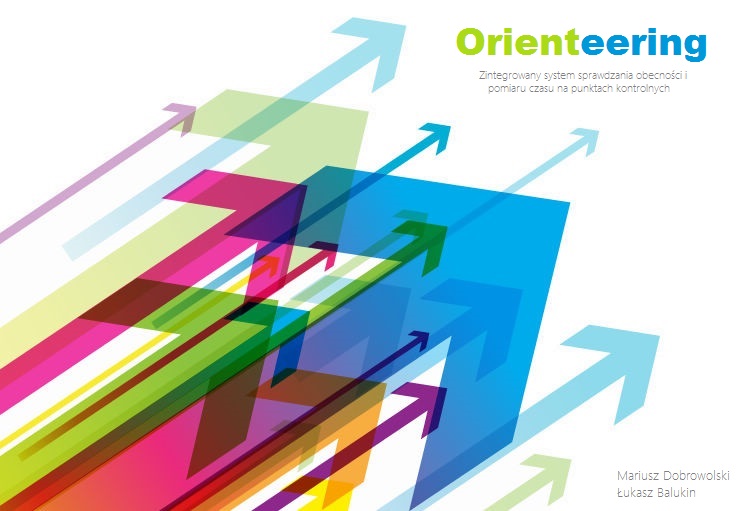 Orienteering
Zintegrowany system sprawdzania obecności i
pomiaru czasu na punktach kontrolnych
Mariusz Dobrowolski
Łukasz Balukin